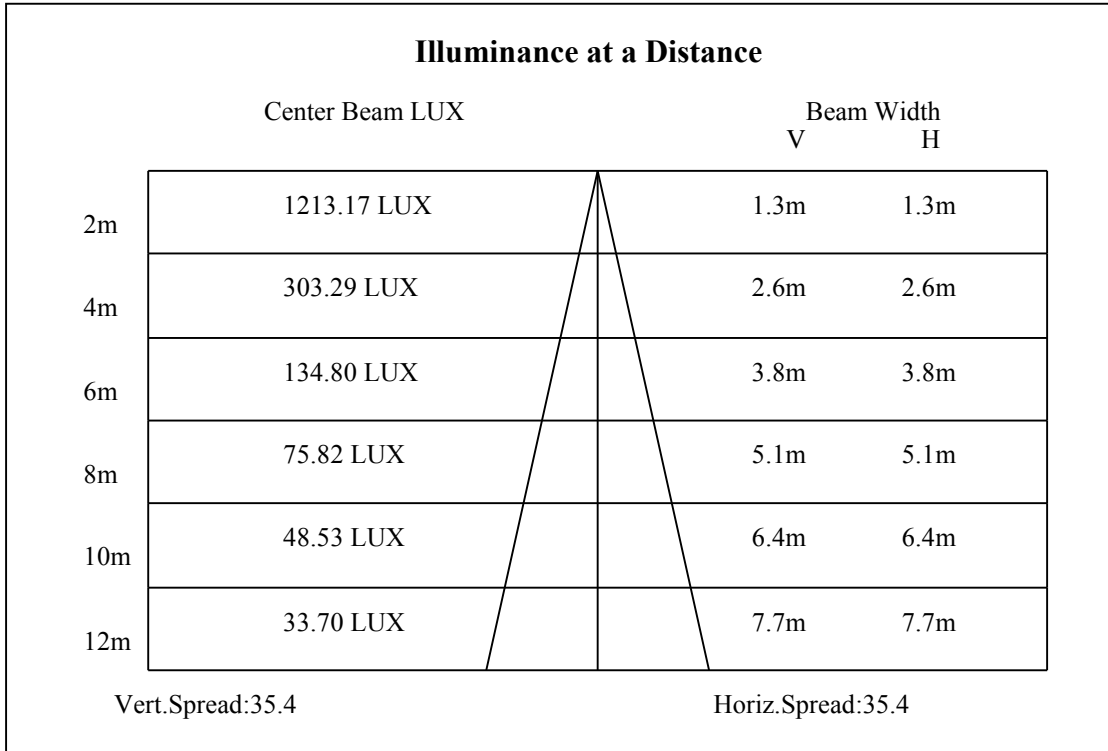 Illuminance at a Distance
Center Beam LUX Beam Width
V H
2m 1213.17 LUX 1.3m 1.3m
4m 303.29 LUX 2.6m 2.6m
6m 134.80 LUX 3.8m 3.8m
8m 75.82 LUX 5.1m 5.1m
10m 48.53 LUX 6.4m 6.4m
12m 33.70 LUX 7.7m 7.7m
Vert.Spread:35.4 Horiz.Spread:35.4